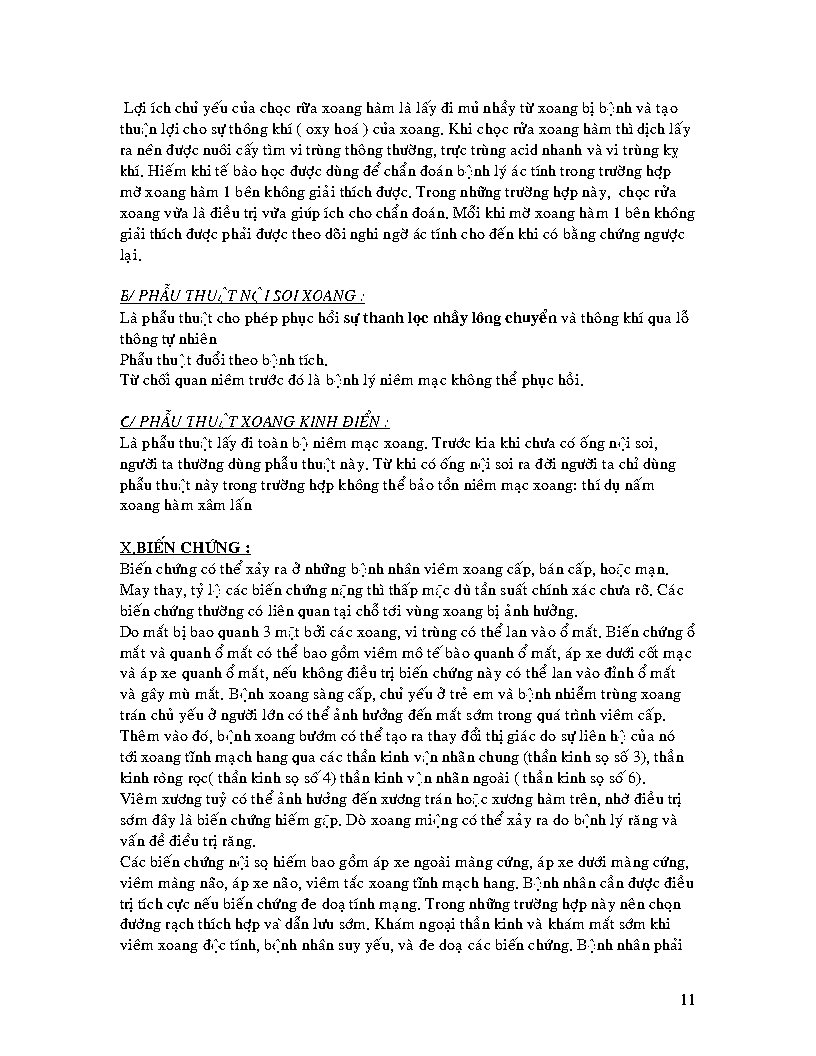 Lợi ích chủ yếu của chọc rữa xoang hàm là lấy đi mủ nhầy từ xoang bị bệnh và tạo
thuận lợi cho sự thông khí ( oxy hoá ) của xoang. Khi chọc rửa xoang hàm thì dịch lấy
ra nên được nuôi cấy tìm vi trùng thông thường, trực trùng acid nhanh và vi trùng kỵ
khí. Hiếm khi tế bào học được dùng để chẩn đoán bệnh lý ác tính trong trường hợp
mờ xoang hàm 1 bên không giải thích được. Trong những trường hợp này, chọc rửa
xoang vừa là điều trị vừa giúp ích cho chẩn đoán. Mỗi khi mờ xoang hàm 1 bên không
giải thích được phải được theo dõi nghi ngờ ác tính cho đến khi có bằng chứng ngược
lại.
B/ PHẪU THUẬT NỘI SOI XOANG :
Là phẫu thuật cho phép phục hồi sự thanh lọc nhầy lông chuyển và thông khí qua lỗ
thông tự nhiên
Phẫu thuật đuổi theo bệnh tích.
Từ chối quan niêm trước đó là bệnh lý niêm mạc không thể phục hồi.
C/ PHẪU THUẬT XOANG KINH ĐIỂN :
Là phẫu thuật lấy đi toàn bộ niêm mạc xoang. Trước kia khi chưa có ống nội soi,
người ta thường dùng phẫu thuật này. Từ khi có ống nội soi ra đời người ta chỉ dùng
phẫu thuật này trong trường hợp không thể bảo tồn niêm mạc xoang: thí dụ nấm
xoang hàm xâm lấn
X.BIẾN CHỨNG :
Biến chứng có thể xảy ra ở những bệnh nhân viêm xoang cấp, bán cấp, hoặc mạn.
May thay, tỷ lệ các biến chứng nặng thì thấp mặc dù tần suất chính xác chưa rõ. Các
biến chứng thường có liên quan tại chỗ tới vùng xoang bị ảnh hưởng.
Do mắt bị bao quanh 3 mặt bởi các xoang, vi trùng có thể lan vào ổ mắt. Biến chứng ổ
mắt và quanh ổ mắt có thể bao gồm viêm mô tế bào quanh ổ mắt, áp xe dưới cốt mạc
và áp xe quanh ổ mắt, nếu không điều trị biến chứng này có thể lan vào đỉnh ổ mắt
và gây mù mắt. Bệnh xoang sàng cấp, chủ yếu ở trẻ em và bệnh nhiễm trùng xoang
trán chủ yếu ở người lớn có thể ảnh hưởng đến mắt sớm trong quá trình viêm cấp.
Thêm vào đó, bệnh xoang bướm có thể tạo ra thay đổi thị giác do sự liên hệ của nó
tới xoang tĩnh mạch hang qua các thần kinh vận nhãn chung (thần kinh sọ số 3), thần
kinh ròng rọc( thần kinh sọ số 4) thần kinh vận nhãn ngoài ( thần kinh sọ số 6).
Viêm xương tuỷ có thể ảnh hưởng đến xương trán hoặc xương hàm trên, nhờ điều trị
sớm đây là biến chứng hiếm gặp. Dò xoang miệng có thể xảy ra do bệnh lý răng và
vấn đề điều trị răng.
Các biến chứng nội sọ hiếm bao gồm áp xe ngoài màng cứng, áp xe dưới màng cứng,
viêm màng não, áp xe não, viêm tắc xoang tĩnh mạch hang. Bệnh nhân cần được điều
trị tích cực nếu biến chứng đe doạ tính mạng. Trong những trường hợp này nên chọn
đường rạch thích hợp và dẫn lưu sớm. Khám ngoại thần kinh và khám mắt sớm khi
viêm xoang độc tính, bệnh nhân suy yếu, và đe doạ các biến chứng. Bệnh nhân phải
11